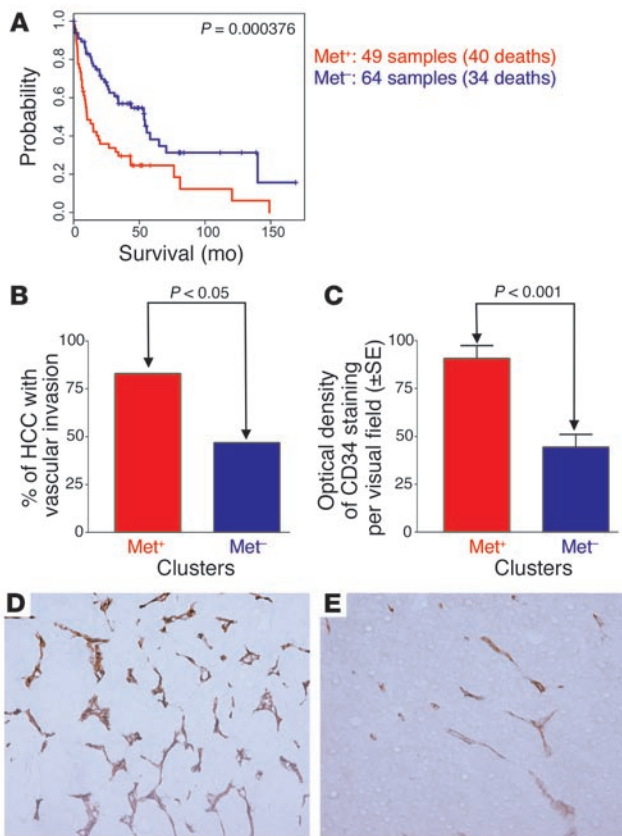 A
P = 0.000376
Met⁺: 49 samples (40 deaths)
Met⁻: 64 samples (34 deaths)
Probability
1.0
0.8
0.6
0.4
0.2
0.0
0
50
100
150
Survival (mo)
B
P < 0.05
% of HCC with
vascular invasion
100
75
50
25
0
Met⁺
Met⁻
Clusters
C
P < 0.001
Optical density
of CD34 staining
per visual field (±SE)
100
75
50
25
0
Met⁺
Met⁻
Clusters
D
E